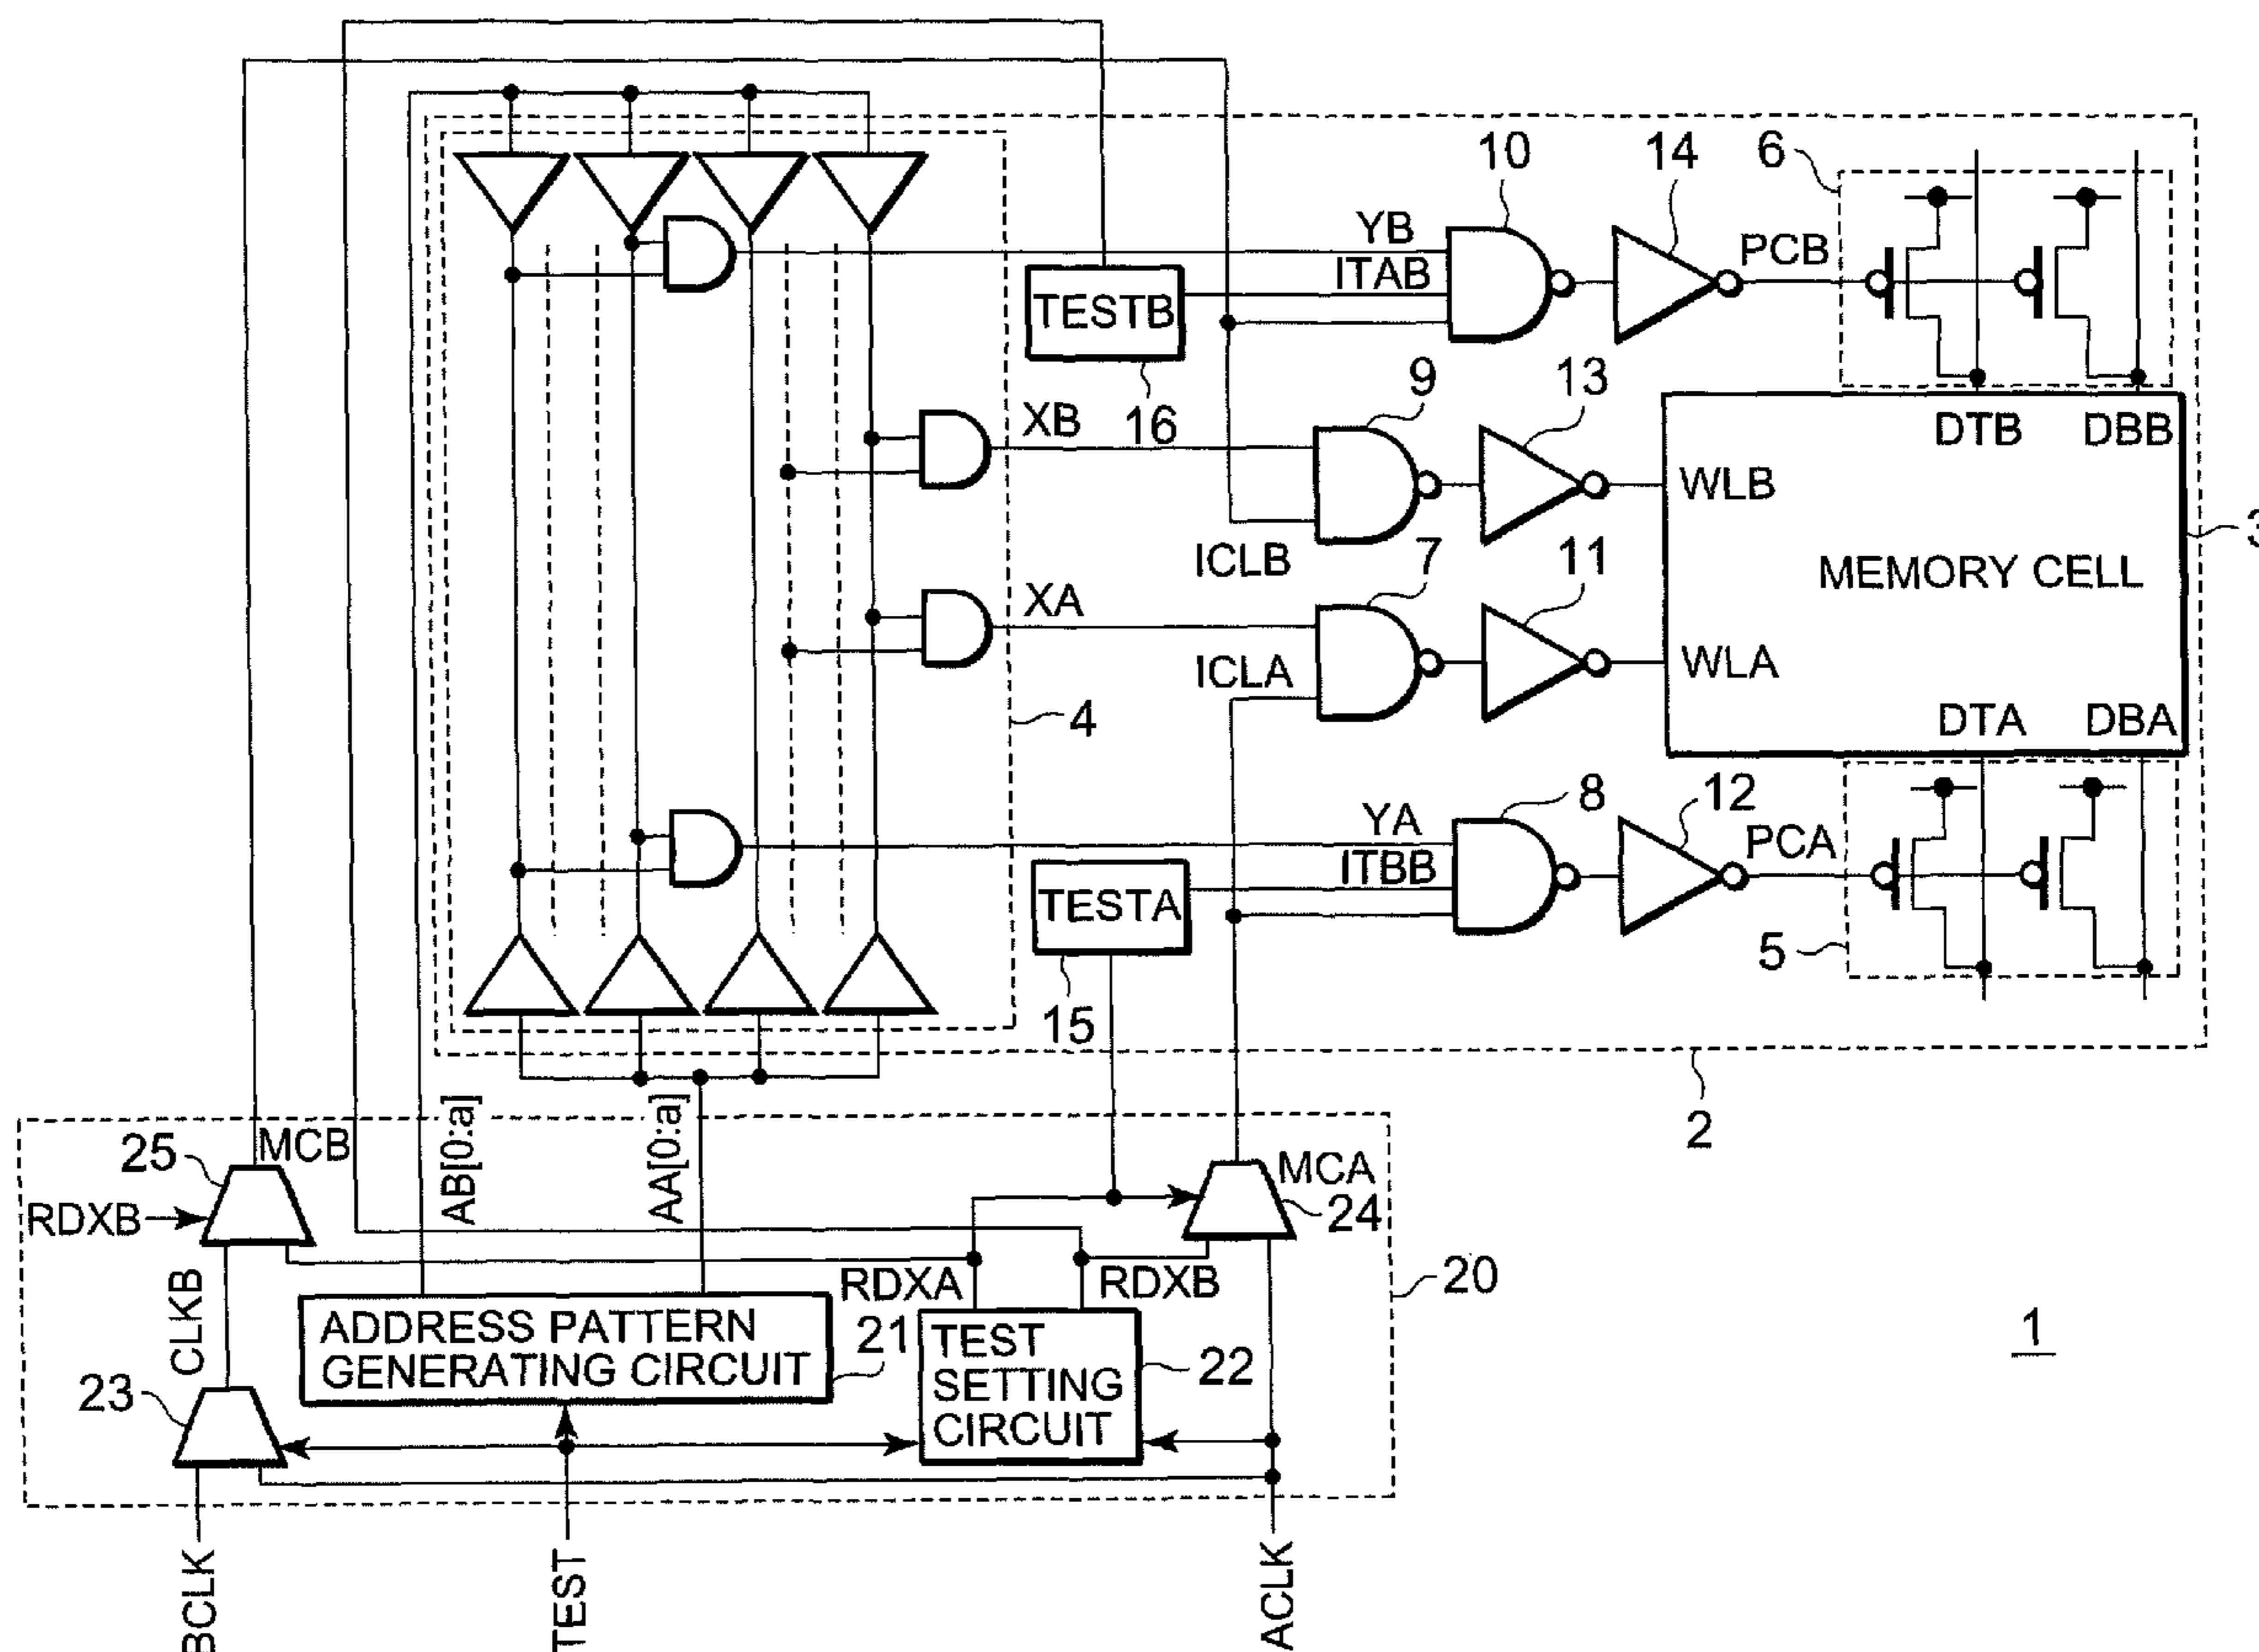 10
14
6
YB
ITAB
PCB
TESTB
16
9
13
DTB DBB
XB
WLB
3
ICLB
7
11
MEMORY CELL
XA
ICLA
WLA
4
DTA DBA
8
12
YA
ITBB
PCA
TESTA
5
15
2
25
MCB
AB[0:a]
AA[0:a]
MCA
24
RDXB
20
RDXA
RDXB
CLKB
ADDRESS PATTERN
GENERATING CIRCUIT
21
TEST
SETTING
CIRCUIT
22
1
23
BCLK
TEST
ACLK